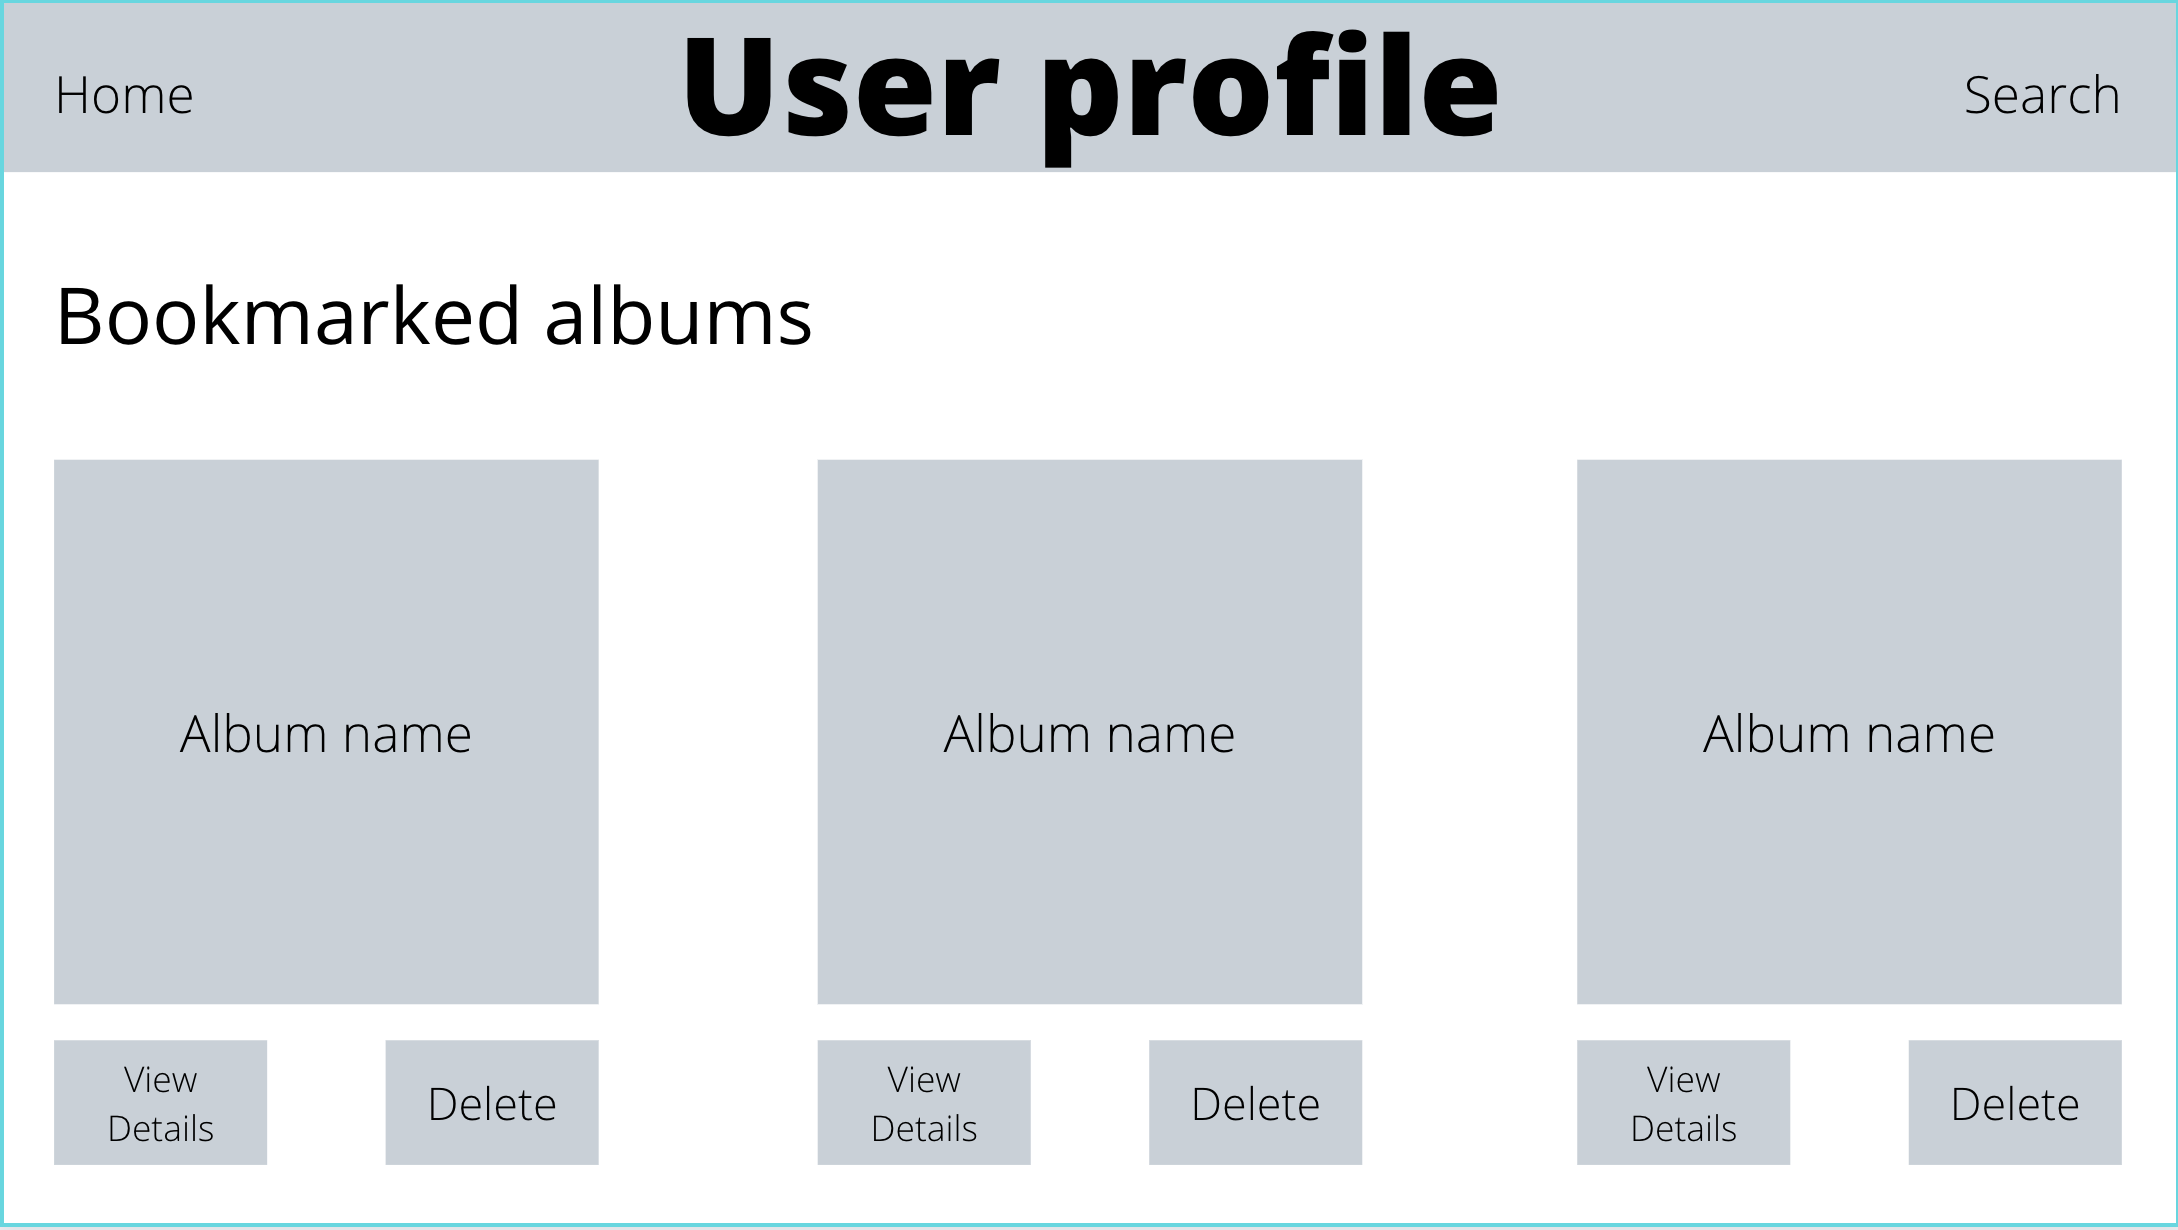 Home
User profile
Search
Bookmarked albums
Album name
Album name
Album name
View
Details
Delete
View
Details
Delete
View
Details
Delete